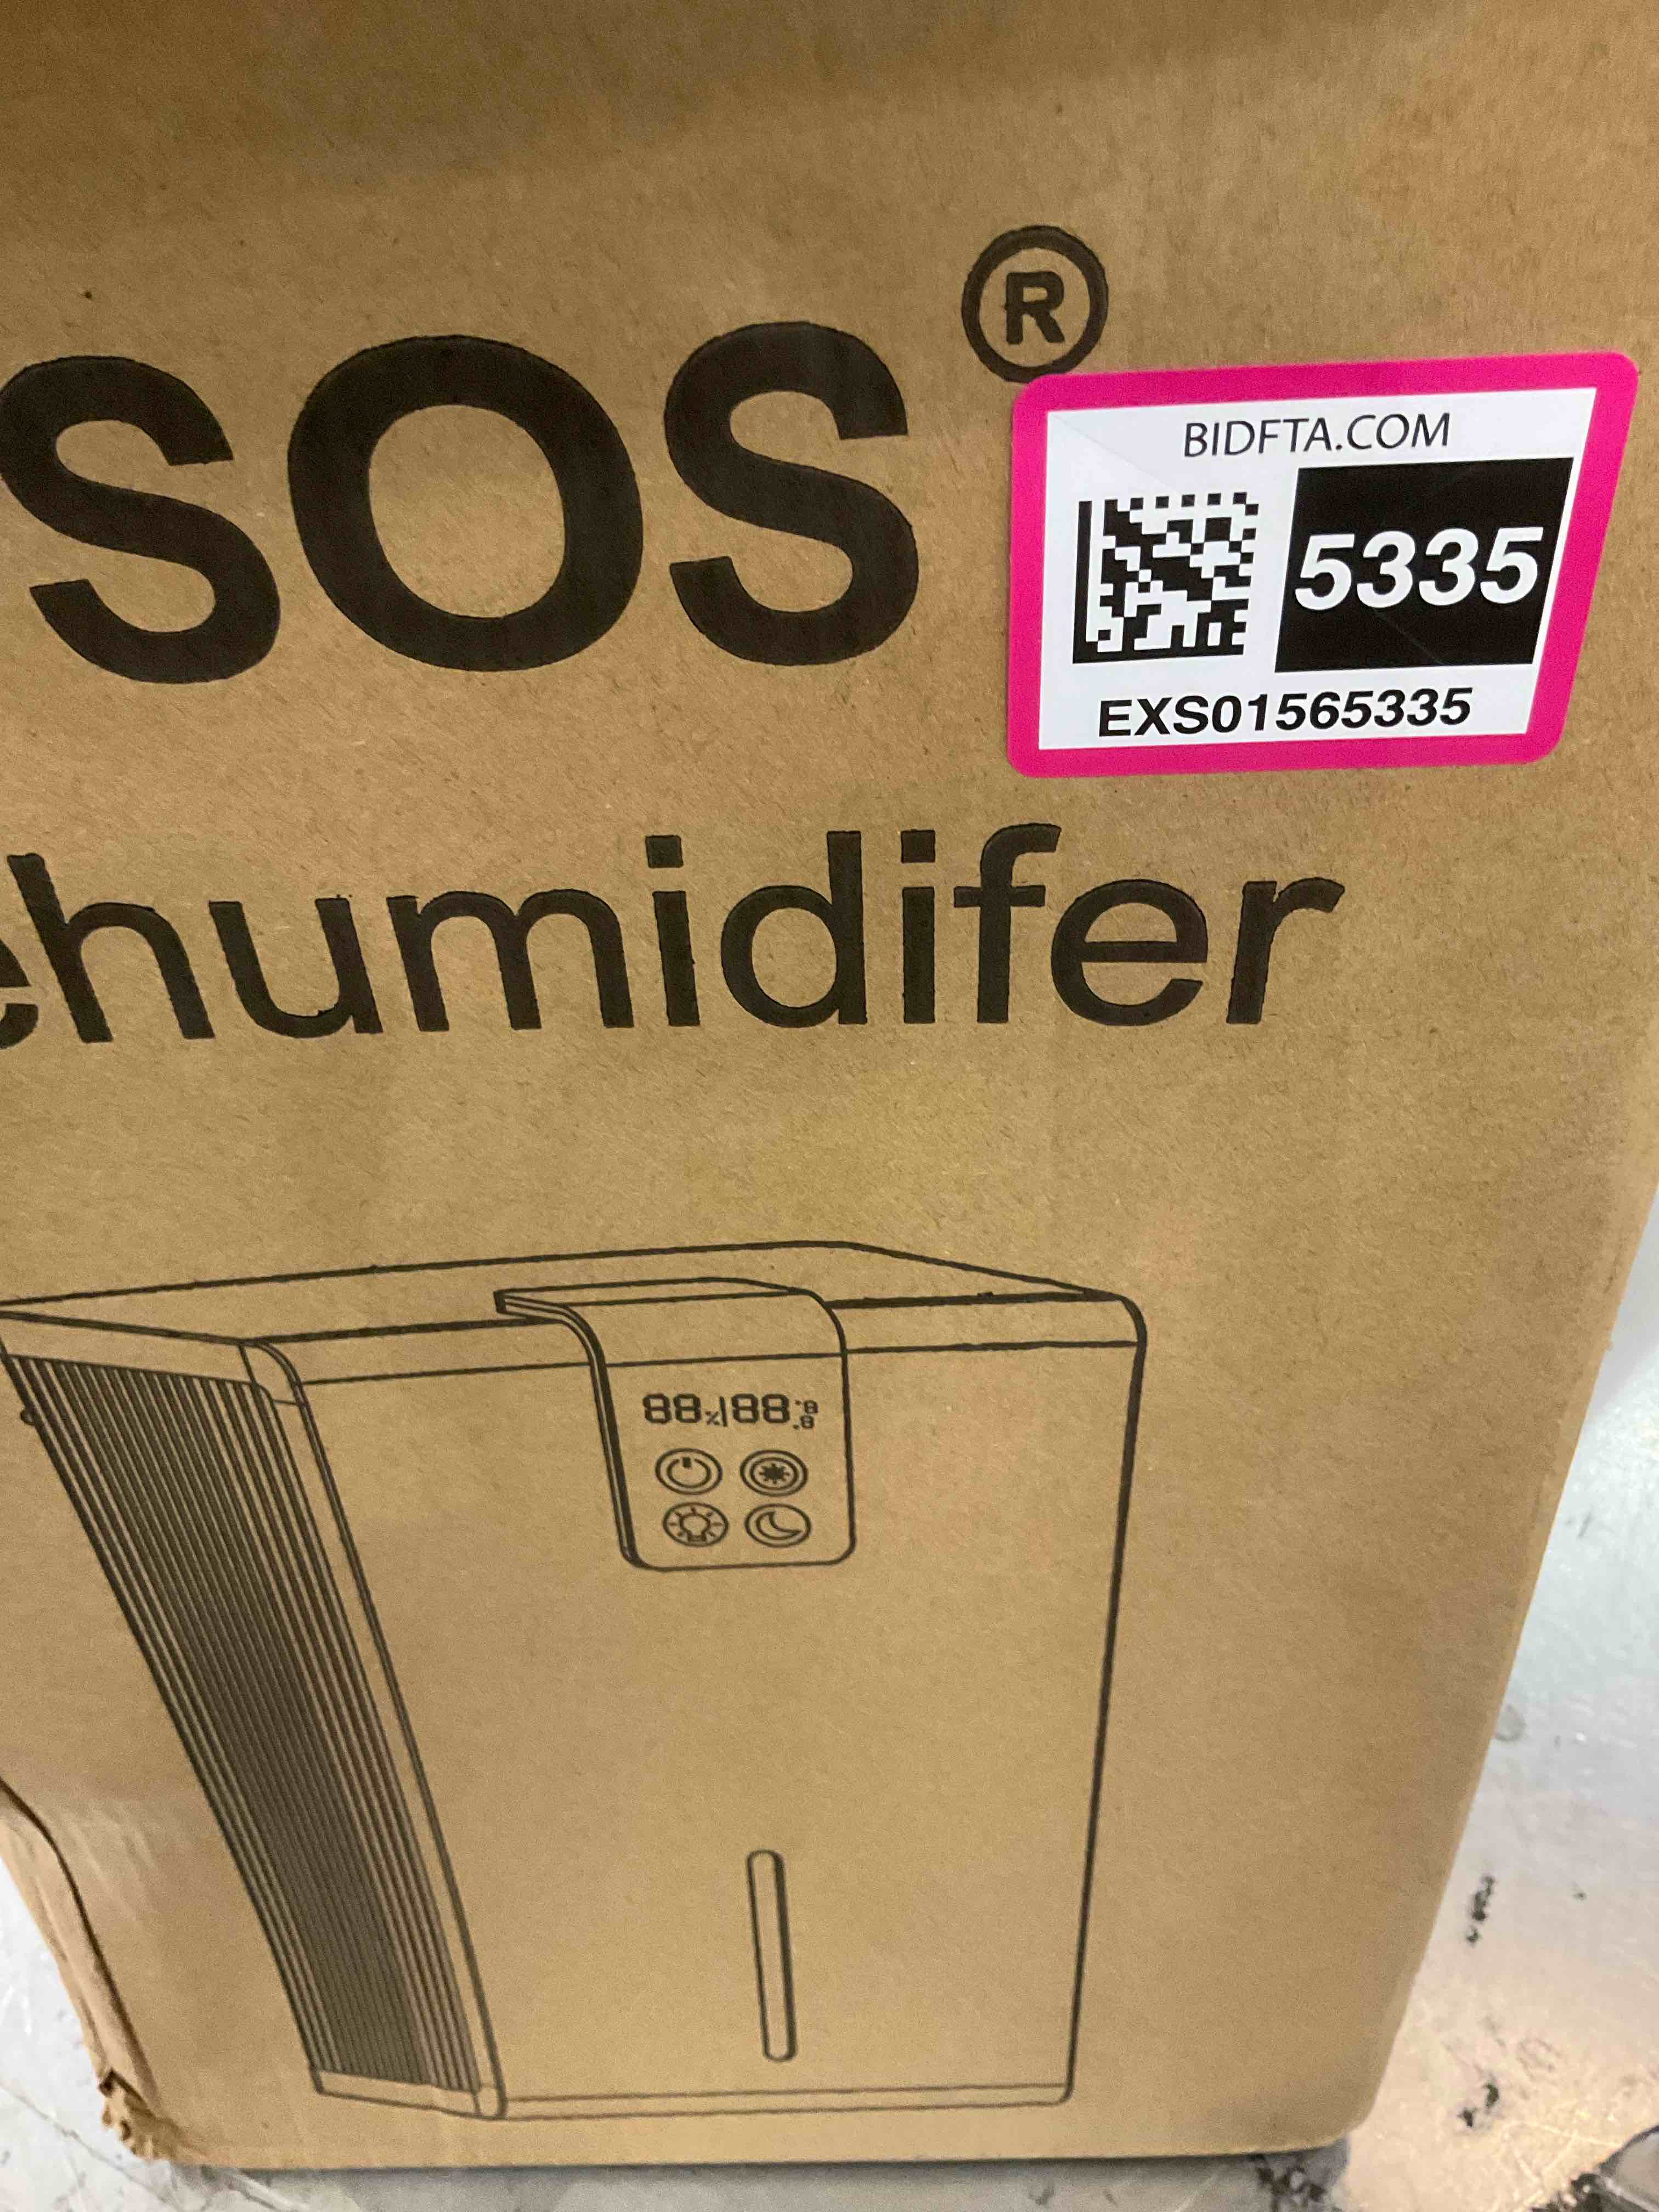 SOS®
BIDFTA.COM
5335
EXS01565335
ehumidifer
88%|88